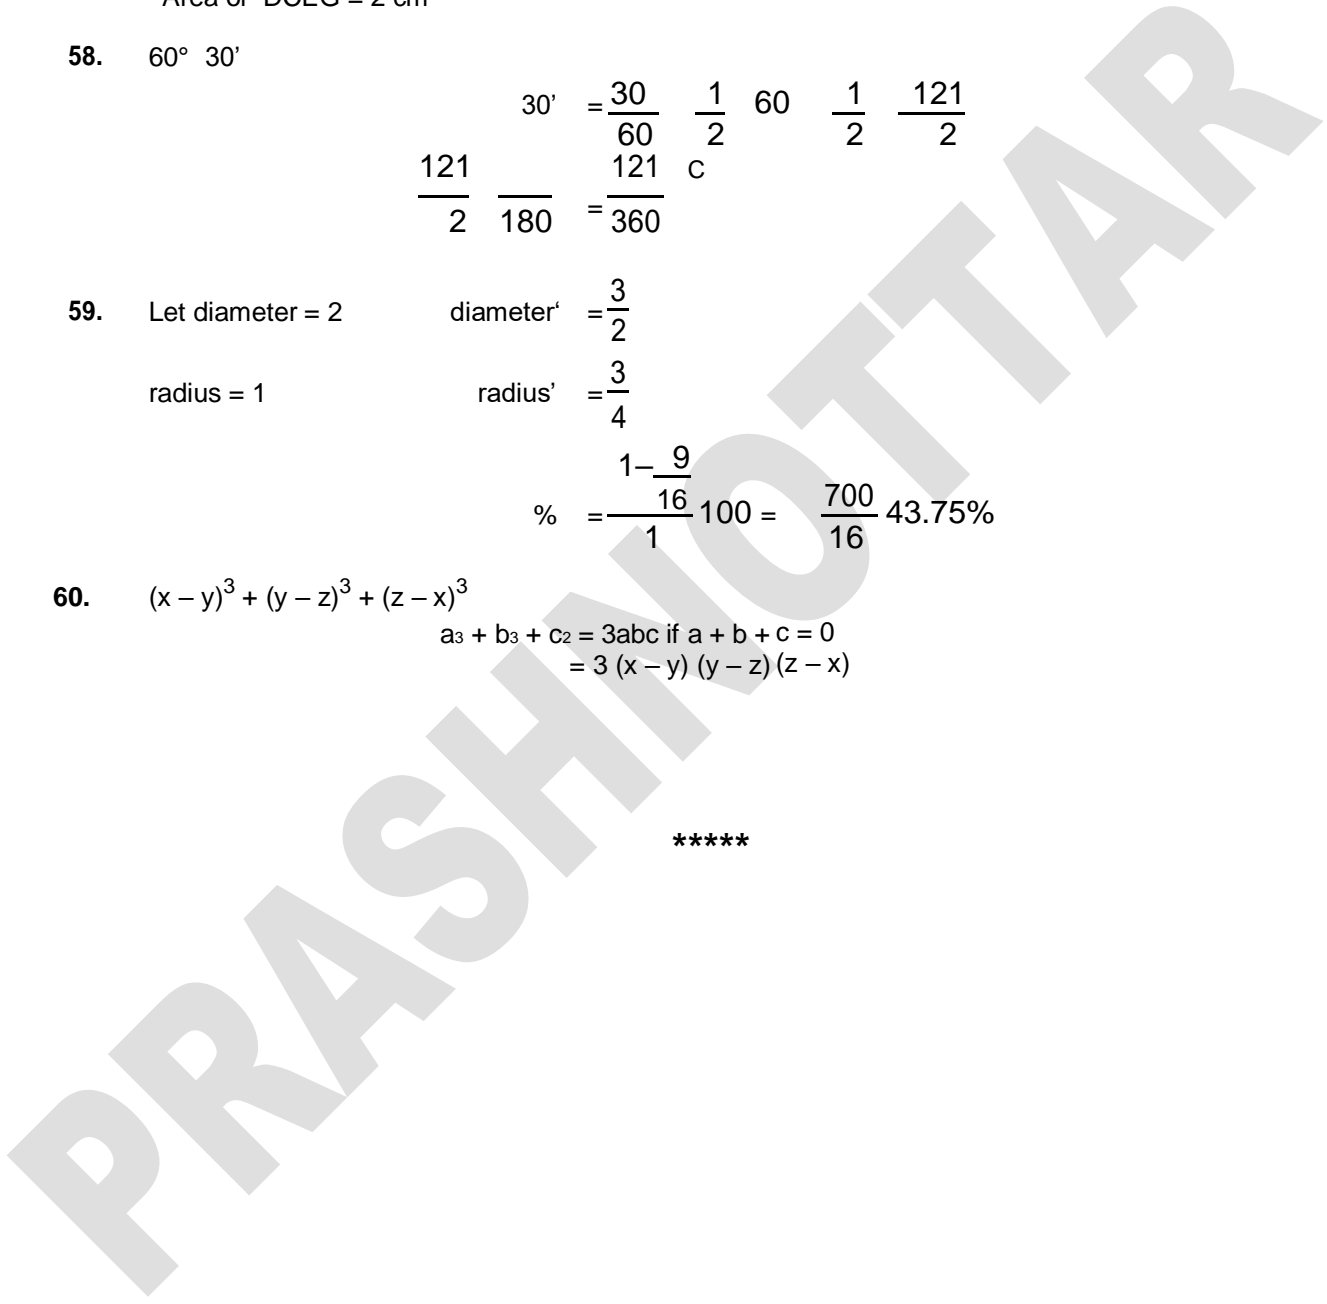 Area of DCEG = 2 cm
58. 60° 30’
30’ = 30/60 1/2 60 1/2 121/2
121/2 /180 = 121/360 C
59. Let diameter = 2 diameter‘ = 3/2
radius = 1 radius’ = 3/4
% = 1–9/16/1 100 = 700/16 43.75%
60. (x – y)³ + (y – z)³ + (z – x)³
a₃ + b₃ + c₂ = 3abc if a + b + c = 0
= 3 (x – y) (y – z) (z – x)
*****
PRASHNOTTAR